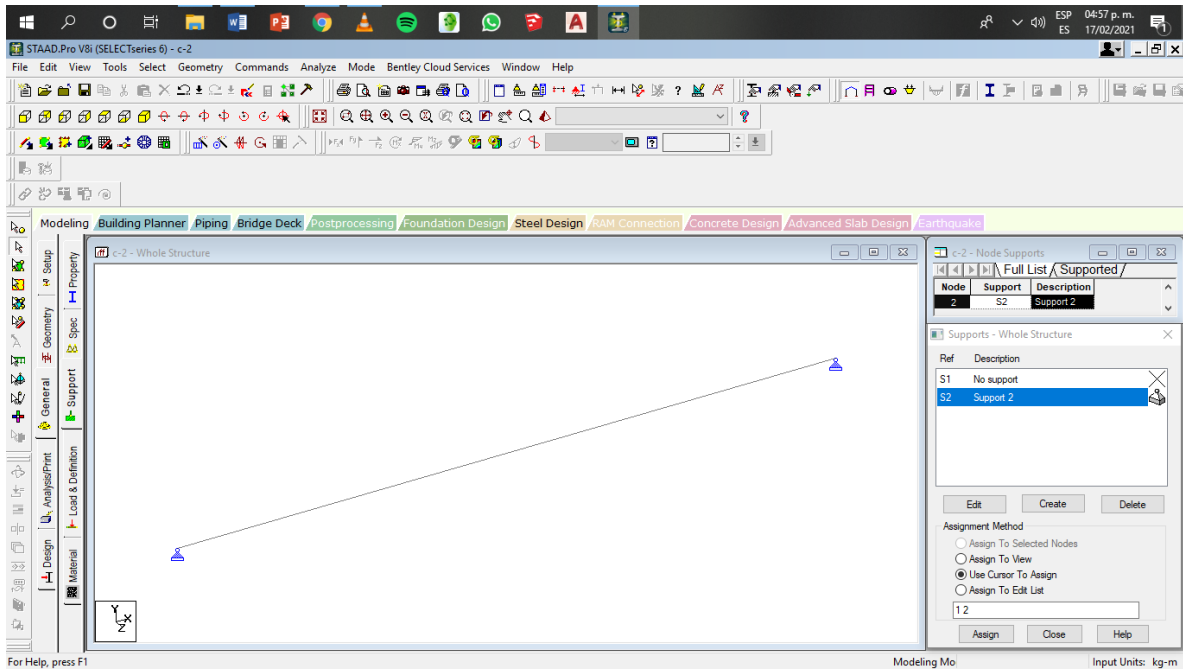 ESP 04:57 p. m.
ES 17/02/2021
STAAD.Pro V8i (SELECTseries 6) - c-2
File Edit View Tools Select Geometry Commands Analyze Mode Bentley Cloud Services Window Help
Modeling Building Planner Piping Bridge Deck Postprocessing Foundation Design Steel Design RAM Connection Concrete Design Advanced Slab Design Earthquake
Setup
Geometry
General
Analysis/Print
Design
Property
Spec
Support
Load & Definition
Material
c-2 - Whole Structure
Y
X
Z
c-2 - Node Supports
Full List Supported
Node Support Description
2 S2 Support 2
Supports - Whole Structure
Ref Description
S1 No support
S2 Support 2
Edit Create Delete
Assignment Method
Assign To Selected Nodes
Assign To View
Use Cursor To Assign
Assign To Edit List
1 2
Assign Close Help
For Help, press F1 Modeling Mo Input Units: kg-m